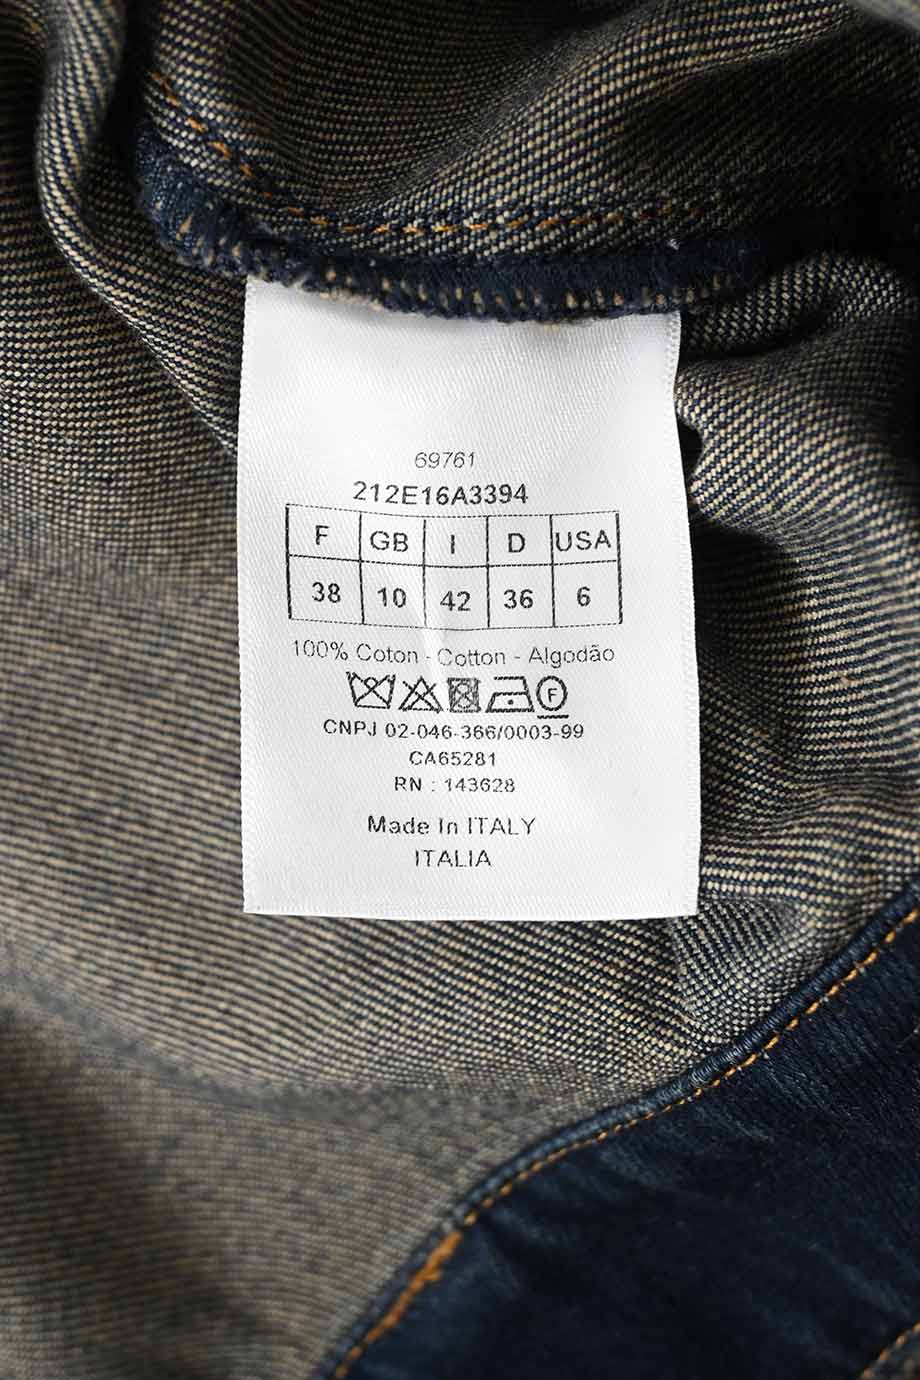 69761
212E16A3394
F GB I D USA
38 10 42 36 6
100% Coton - Cotton - Algodão
F
CNPJ 02-046-366/0003-99
CA65281
RN : 143628
Made In ITALY
ITALIA